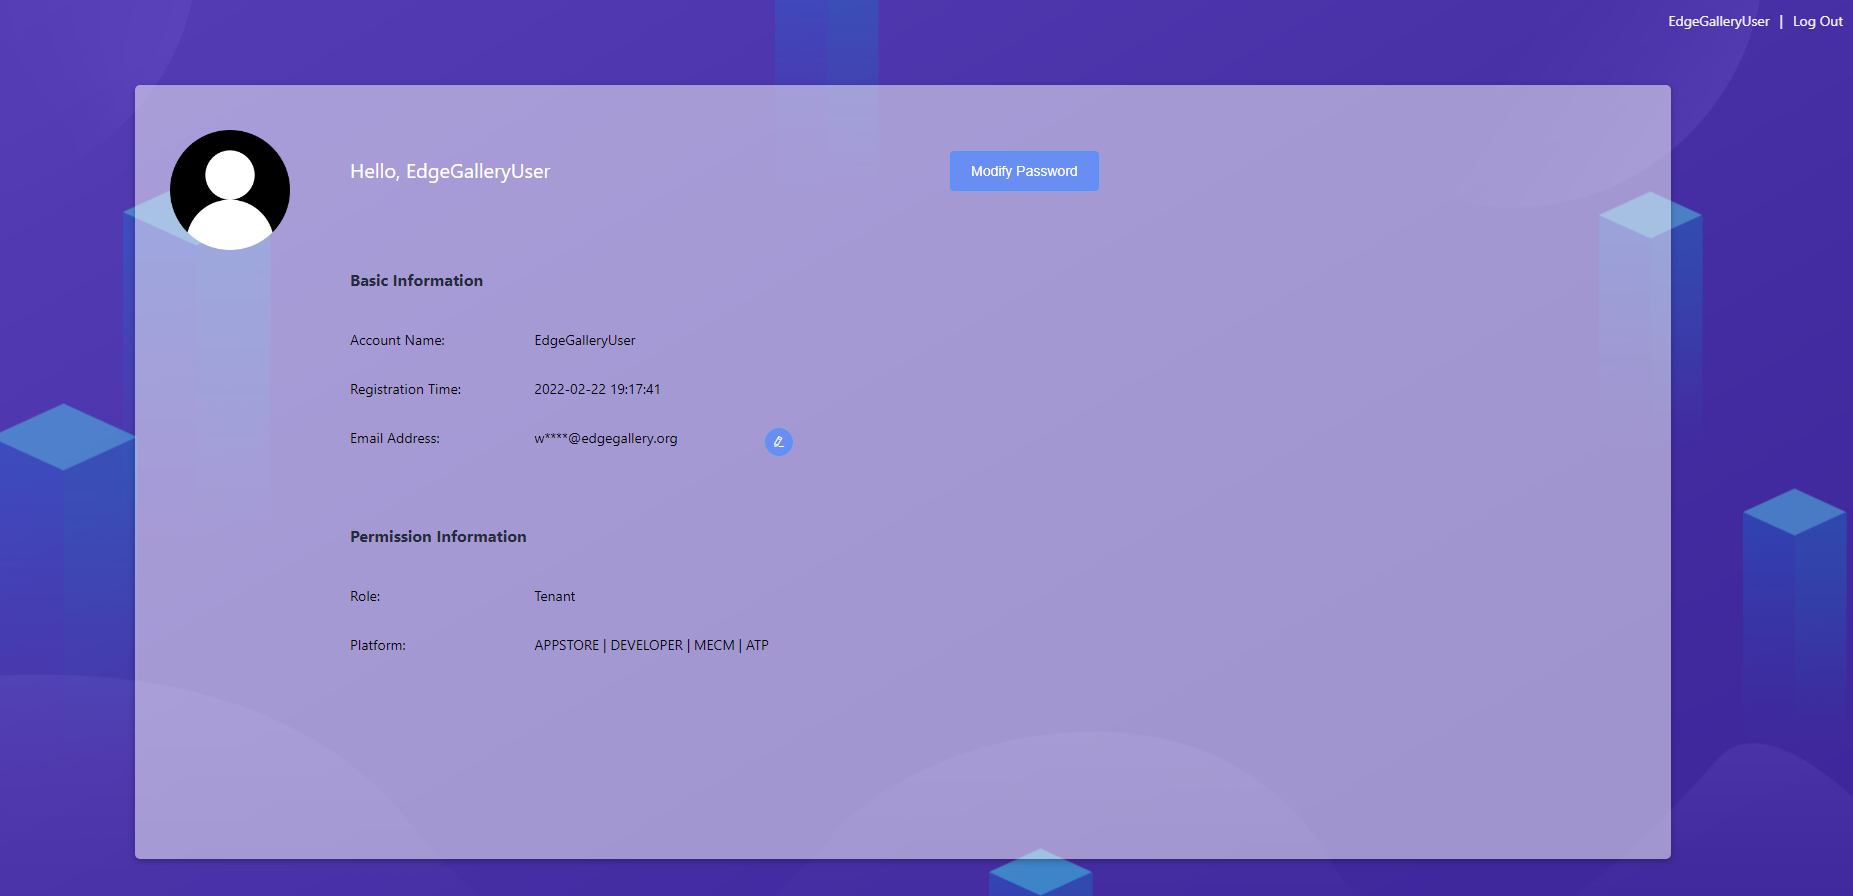 EdgeGalleryUser | Log Out
Hello, EdgeGalleryUser
Modify Password
Basic Information
Account Name: EdgeGalleryUser
Registration Time: 2022-02-22 19:17:41
Email Address: w****@edgegallery.org
Permission Information
Role: Tenant
Platform: APPSTORE | DEVELOPER | MECM | ATP